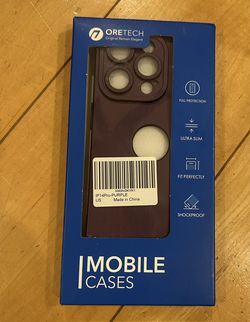 ORETECH
Original Remain Elegant
FULL PROTECTION
ULTRA SLIM
FIT PERFECTLY
SHOCKPROOF
IP14Pro-PURPLE
US Made in China
MOBILE
CASES